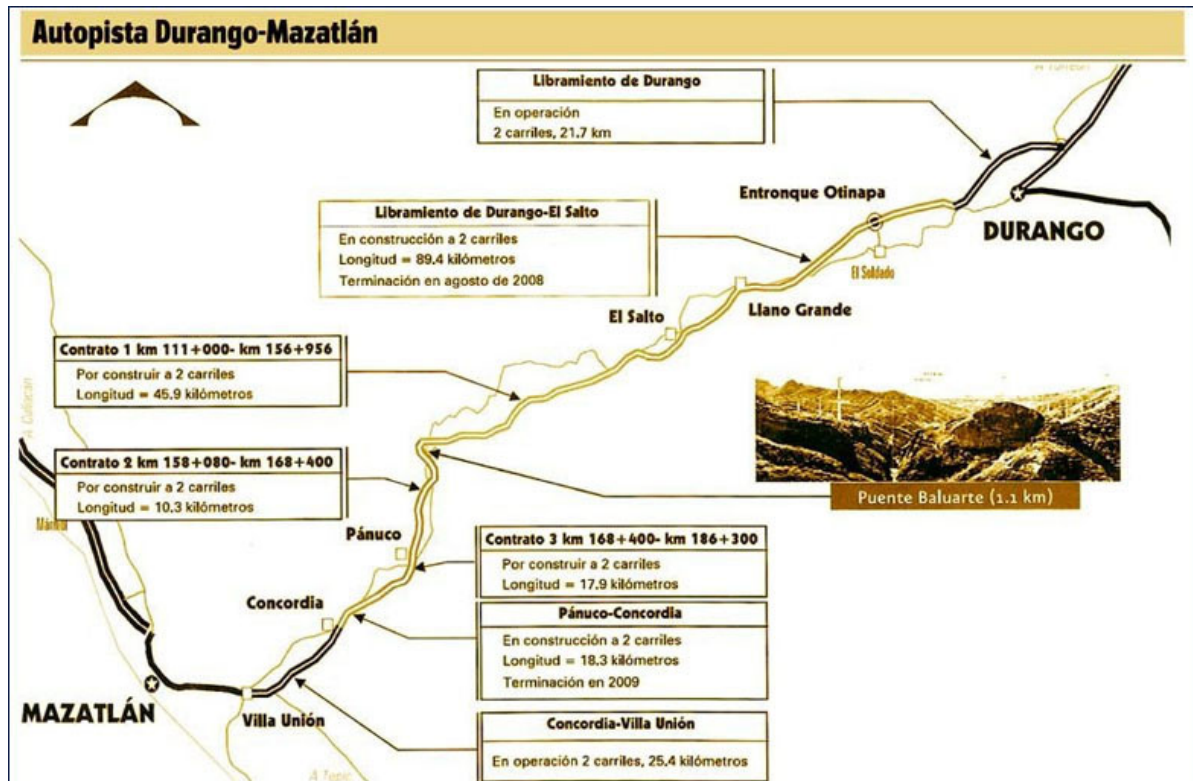 Autopista Durango-Mazatlán
Libramiento de Durango
En operación
2 carriles, 21.7 km
Entronque Otinapa
DURANGO
El Soldado
Libramiento de Durango-El Salto
En construcción a 2 carriles
Longitud = 89.4 kilómetros
Terminación en agosto de 2008
Llano Grande
El Salto
Contrato 1 km 111+000- km 156+956
Por construir a 2 carriles
Longitud = 45.9 kilómetros
A Culiacán
Contrato 2 km 158+080- km 168+400
Por construir a 2 carriles
Longitud = 10.3 kilómetros
Puente Baluarte (1.1 km)
Pánuco
Contrato 3 km 168+400- km 186+300
Por construir a 2 carriles
Longitud = 17.9 kilómetros
Concordia
Pánuco-Concordia
En construcción a 2 carriles
Longitud = 18.3 kilómetros
Terminación en 2009
MAZATLÁN
Villa Unión
Concordia-Villa Unión
En operación 2 carriles, 25.4 kilómetros
A Tepic